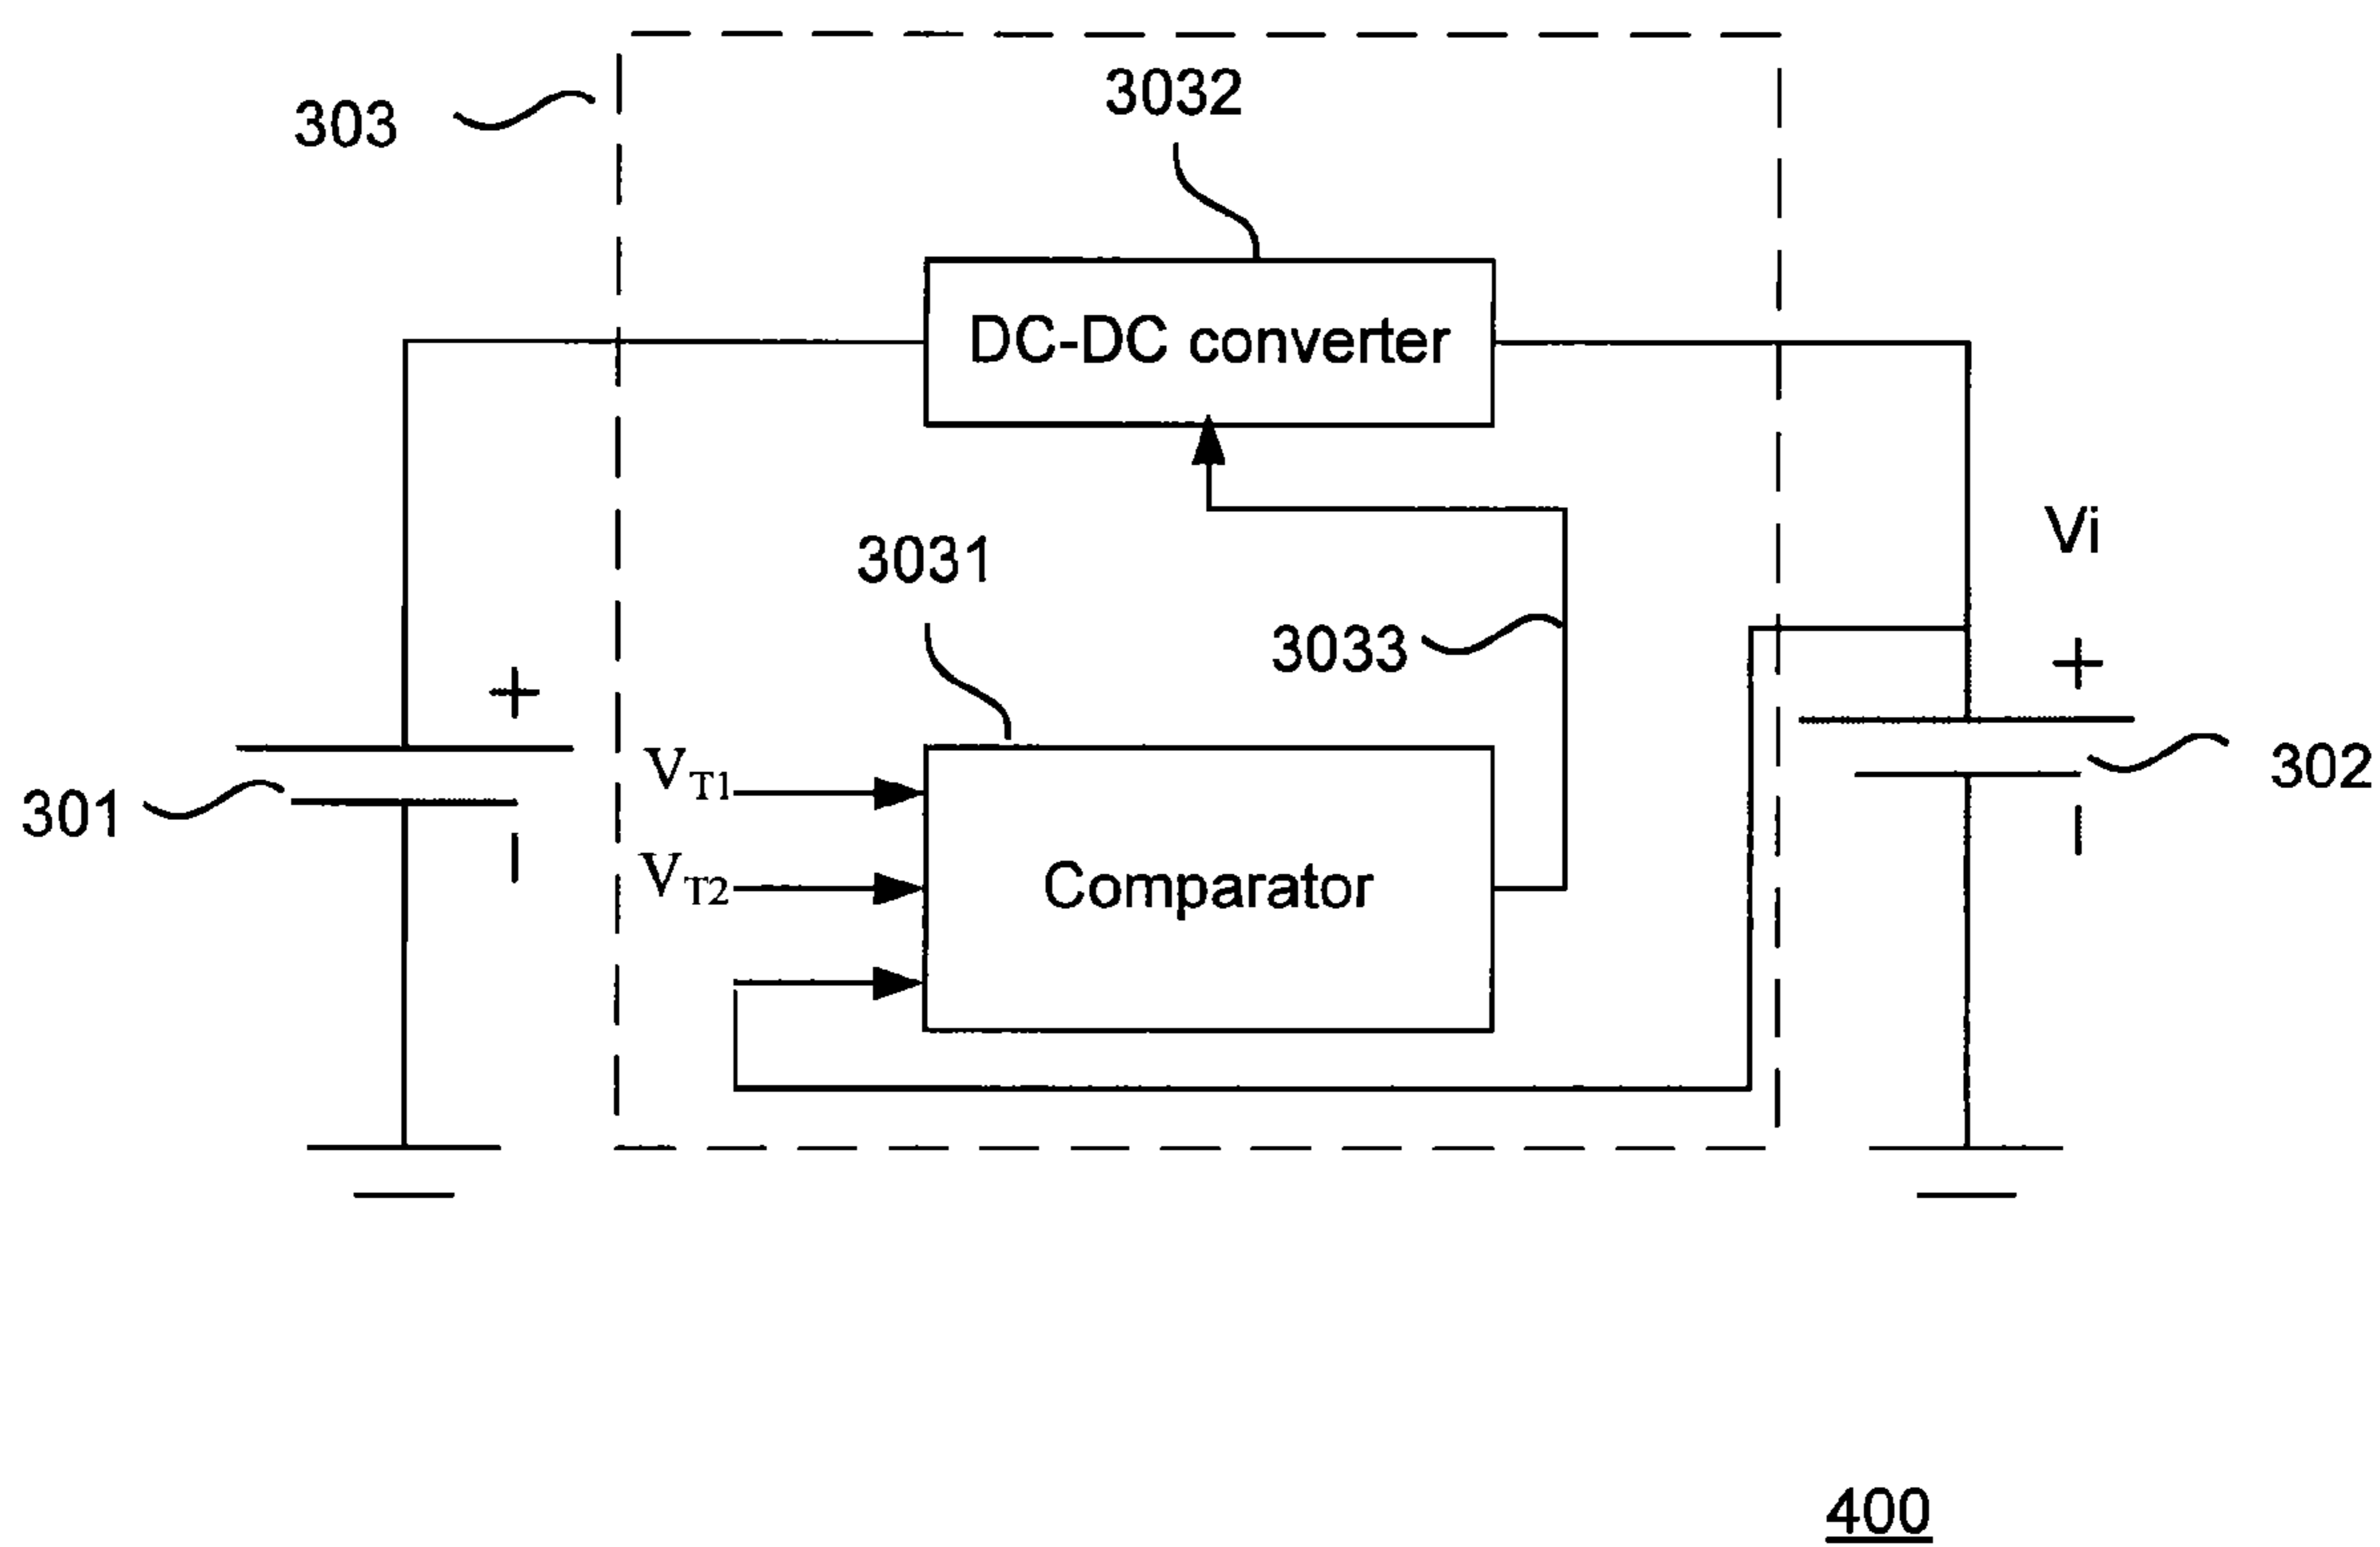 303
3032
DC-DC converter
Vi
3031
3033
+
+
VT1
301
302
VT2
Comparator
400